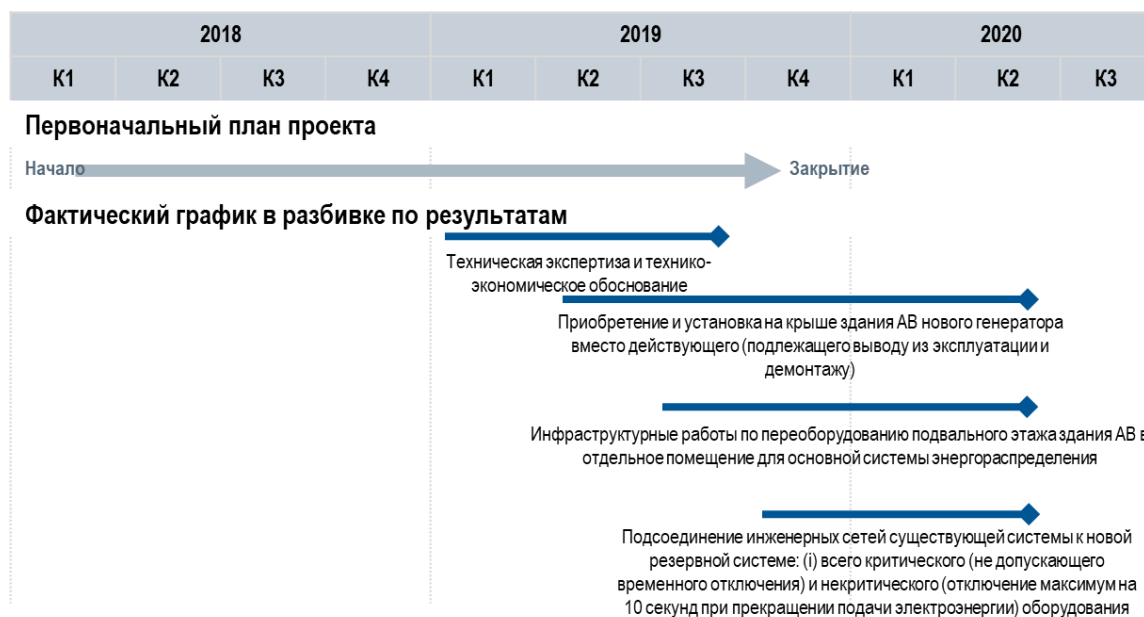 2018 2019 2020
К1 К2 К3 К4 К1 К2 К3 К4 К1 К2 К3
Первоначальный план проекта
Начало Закрытие
Фактический график в разбивке по результатам
Техническая экспертиза и технико-
экономическое обоснование
Приобретение и установка на крыше здания АВ нового генератора
вместо действующего (подлежащего выводу из эксплуатации и
демонтажу)
Инфраструктурные работы по переоборудованию подвального этажа здания АВ в
отдельное помещение для основной системы энергораспределения
Подсоединение инженерных сетей существующей системы к новой
резервной системе: (i) всего критического (не допускающего
временного отключения) и некритического (отключение максимум на
10 секунд при прекращении подачи электроэнергии) оборудования